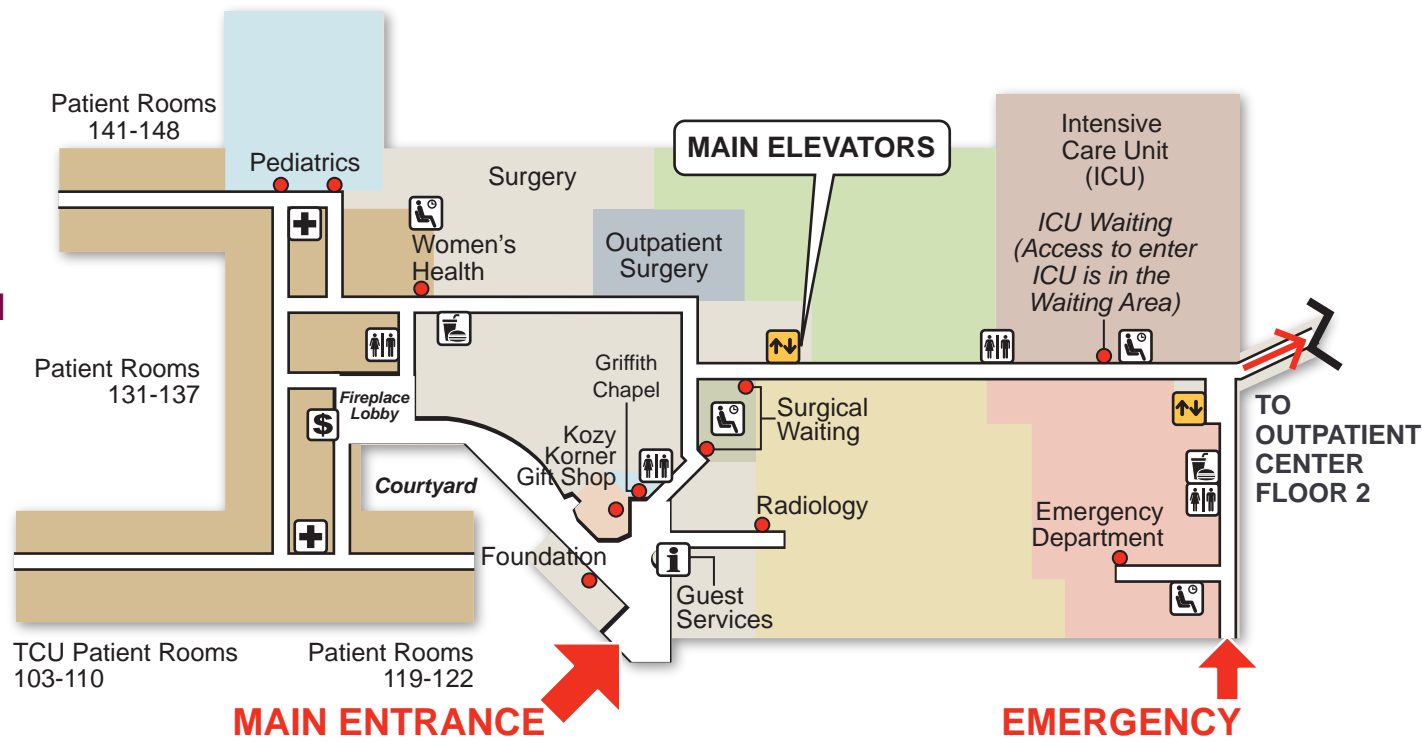 Patient Rooms
141-148
Pediatrics
Surgery
MAIN ELEVATORS
Intensive
Care Unit
(ICU)
ICU Waiting
(Access to enter
ICU is in the
Waiting Area)
Women's
Health
Outpatient
Surgery
Patient Rooms
131-137
Fireplace
Lobby
$
Griffith
Chapel
Kozy
Korner
Gift Shop
Surgical
Waiting
TO
OUTPATIENT
CENTER
FLOOR 2
Courtyard
Radiology
Emergency
Department
Foundation
i
Guest
Services
TCU Patient Rooms
103-110
Patient Rooms
119-122
MAIN ENTRANCE
EMERGENCY